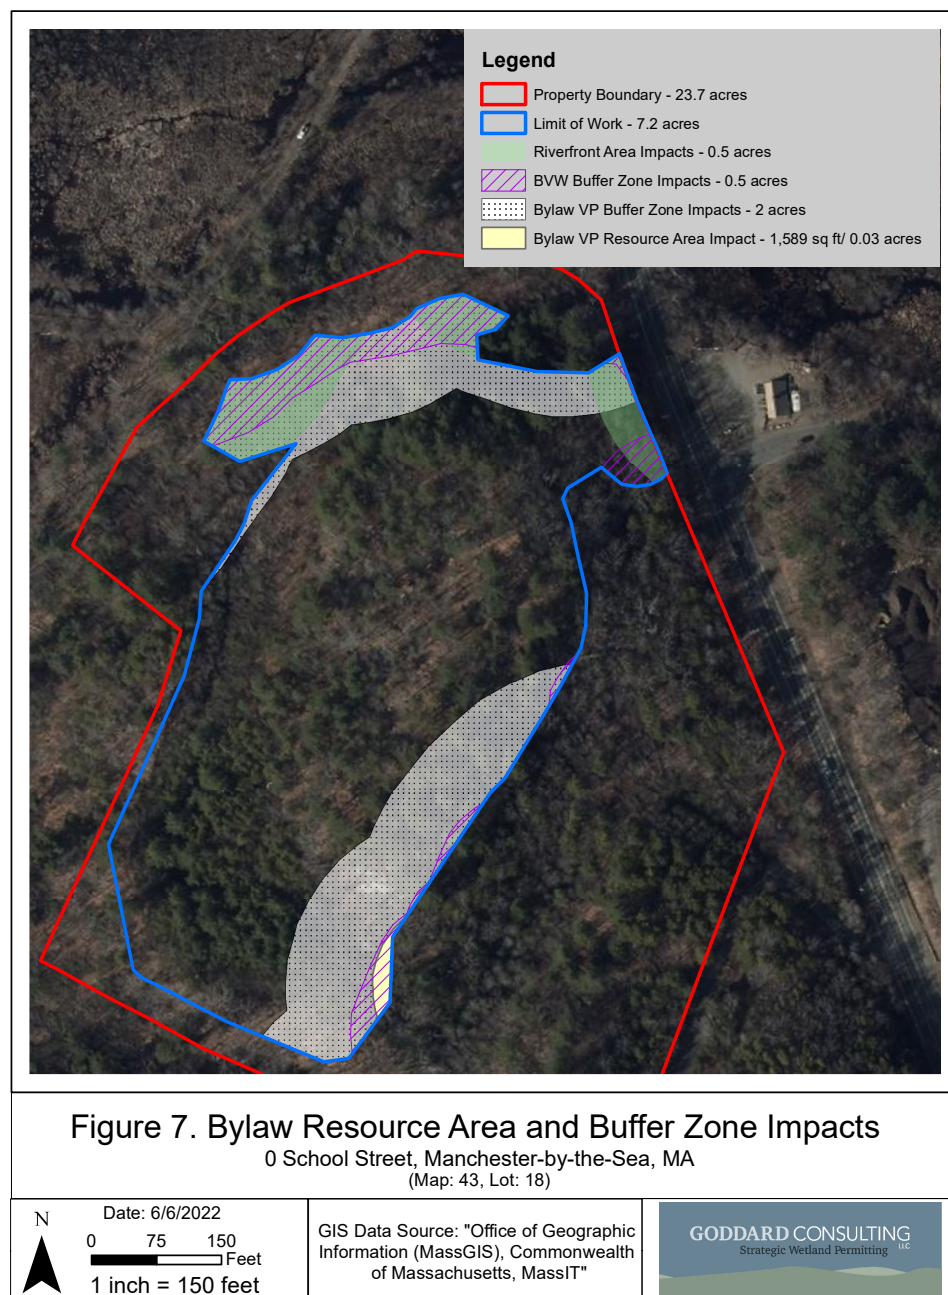 Legend
Property Boundary - 23.7 acres
Limit of Work - 7.2 acres
Riverfront Area Impacts - 0.5 acres
BVW Buffer Zone Impacts - 0.5 acres
Bylaw VP Buffer Zone Impacts - 2 acres
Bylaw VP Resource Area Impact - 1,589 sq ft/ 0.03 acres
Figure 7. Bylaw Resource Area and Buffer Zone Impacts
0 School Street, Manchester-by-the-Sea, MA
(Map: 43, Lot: 18)
N
Date: 6/6/2022
0 75 150
Feet
1 inch = 150 feet
GIS Data Source: "Office of Geographic
Information (MassGIS), Commonwealth
of Massachusetts, MassIT"
GODDARD CONSULTING
LLC
Strategic Wetland Permitting